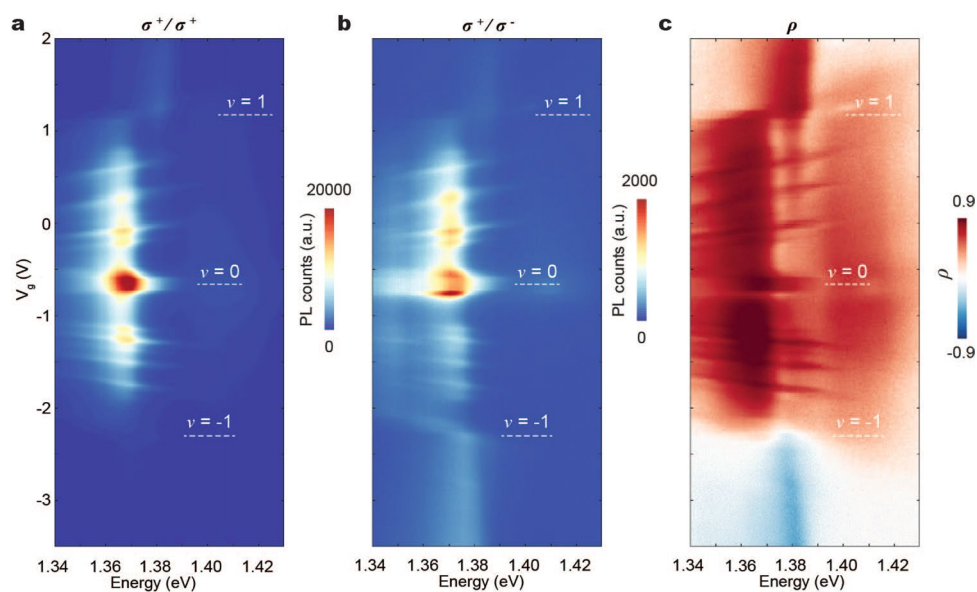 a
σ⁺/σ⁺
2
1
0
-1
-2
-3
V_g (V)
ν = 1
ν = 0
ν = -1
1.34 1.36 1.38 1.40 1.42
Energy (eV)
20000
PL counts (a.u.)
0
b
σ⁺/σ⁻
ν = 1
ν = 0
ν = -1
1.34 1.36 1.38 1.40 1.42
Energy (eV)
2000
PL counts (a.u.)
0
c
ρ
ν = 1
ν = 0
ν = -1
1.34 1.36 1.38 1.40 1.42
Energy (eV)
0.9
ρ
-0.9